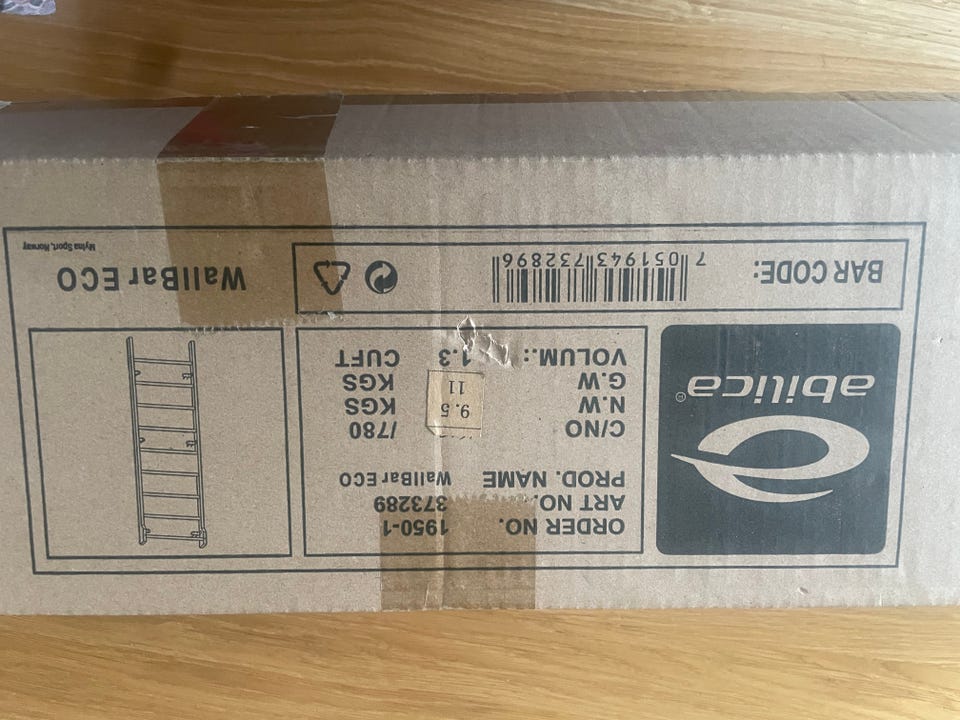 abilica®
ORDER NO. 1950-1
ART NO. 373289
PROD. NAME WallBar ECO
C/NO /780
N.W 9.5 KGS
G.W 11 KGS
VOLUM.: 1.3 CUFT
BAR CODE: 7 051943 732896
WallBar ECO
Mylna Sport, Norway